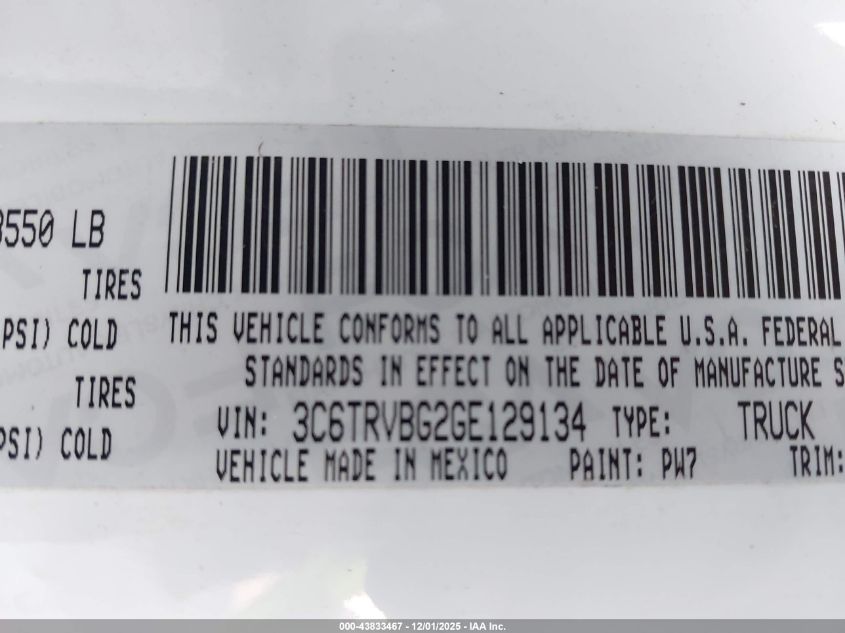 8550 LB
TIRES
PSI) COLD
TIRES
PSI) COLD
THIS VEHICLE CONFORMS TO ALL APPLICABLE U.S.A. FEDERAL
STANDARDS IN EFFECT ON THE DATE OF MANUFACTURE S
VIN: 3C6TRVBG2GE129134 TYPE: TRUCK
VEHICLE MADE IN MEXICO PAINT: PW7 TRIM:
000-43833467 - 12/01/2025 - IAA Inc.